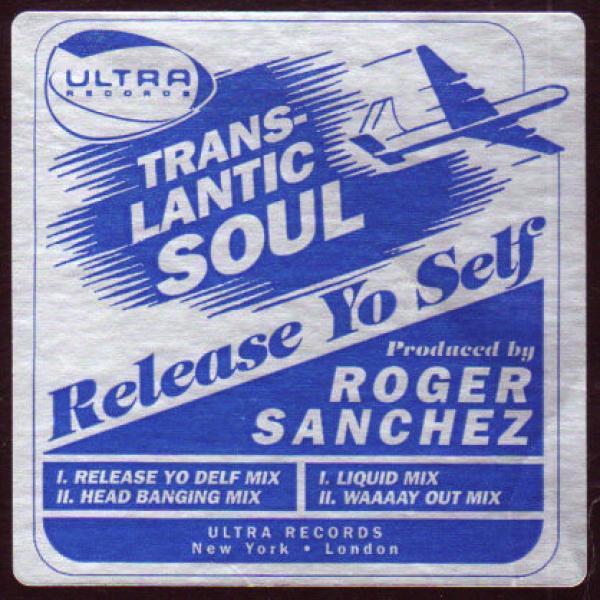 ULTRA
RECORDS
TRANS-
LANTIC
SOUL
Release Yo Self
Produced by
ROGER
SANCHEZ
I. RELEASE YO DELF MIX
II. HEAD BANGING MIX
I. LIQUID MIX
II. WAAAAY OUT MIX
ULTRA RECORDS
New York • London